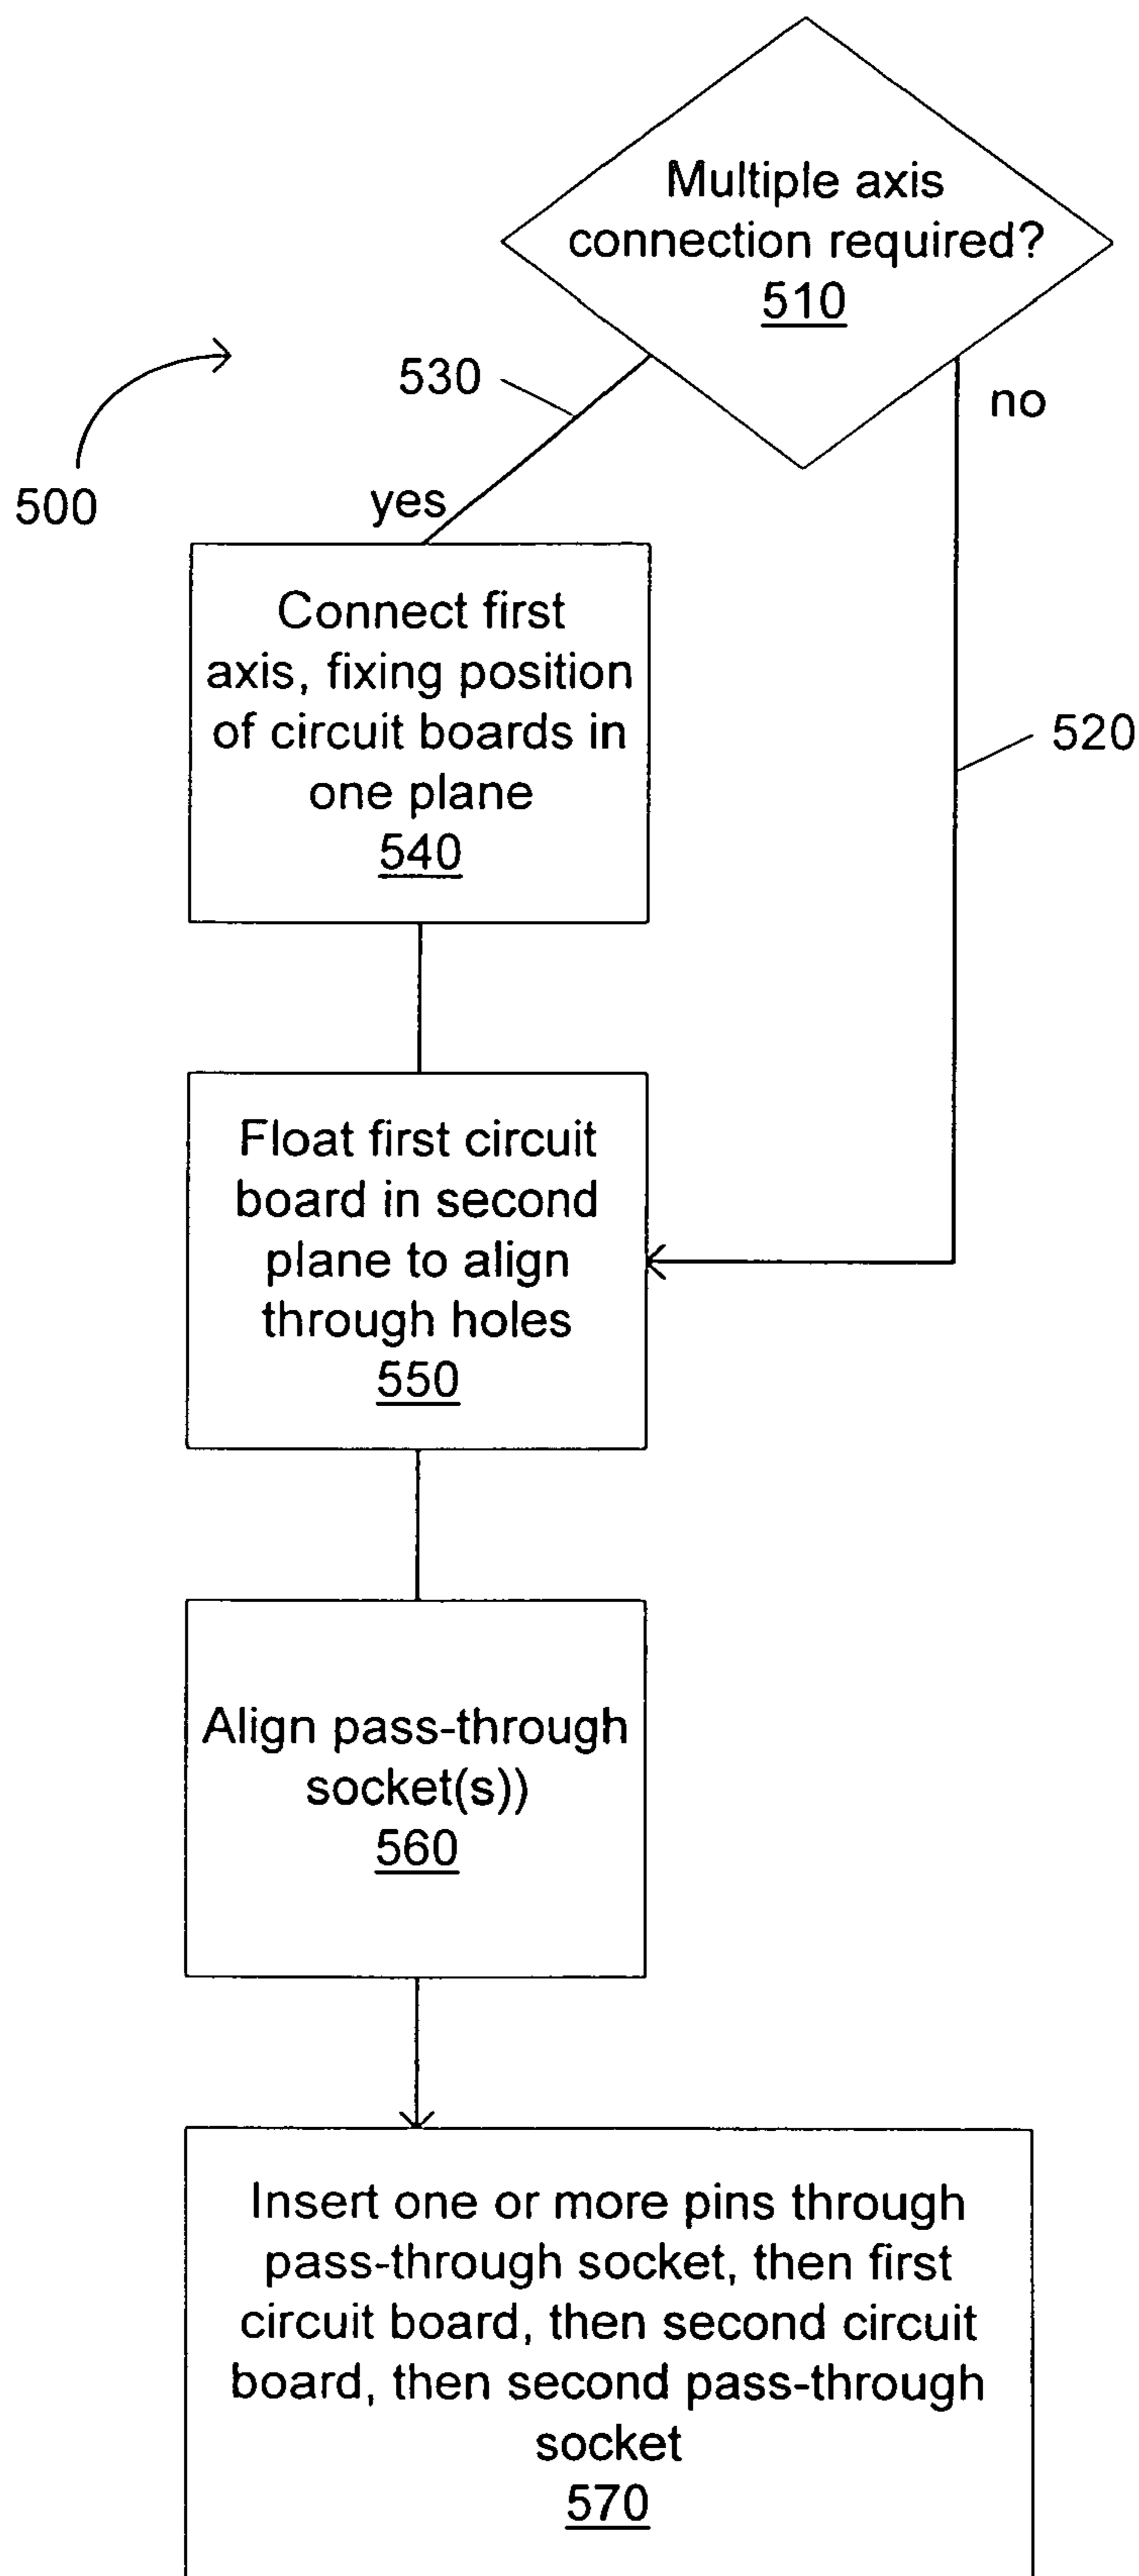 Multiple axis
connection required?
510
530
no
500
yes
Connect first
axis, fixing position
of circuit boards in
one plane
540
520
Float first circuit
board in second
plane to align
through holes
550
Align pass-through
socket(s))
560
Insert one or more pins through
pass-through socket, then first
circuit board, then second circuit
board, then second pass-through
socket
570